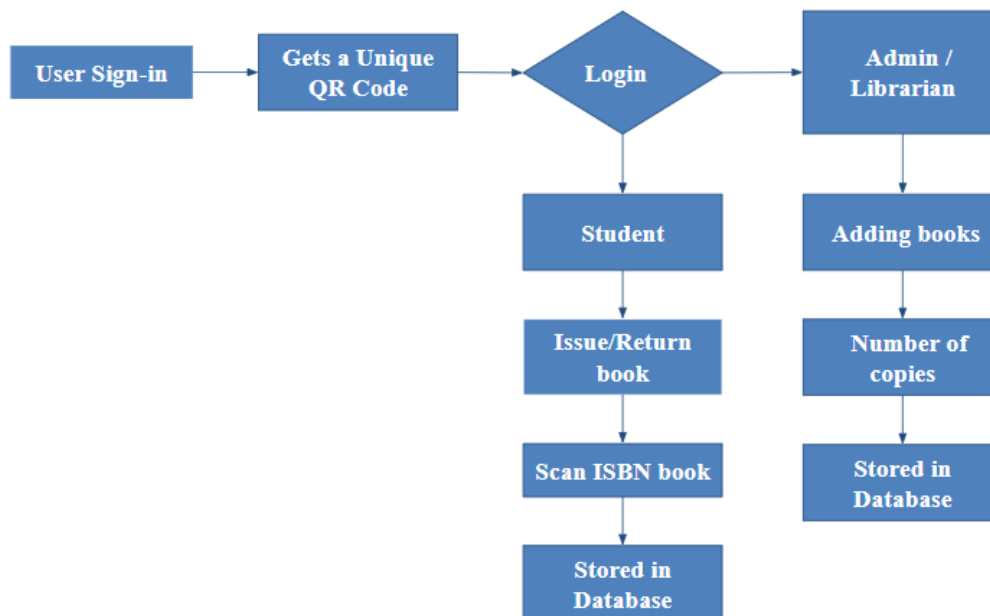 User Sign-in
Gets a Unique
QR Code
Login
Admin /
Librarian
Student
Issue/Return
book
Scan ISBN book
Stored in
Database
Adding books
Number of
copies
Stored in
Database